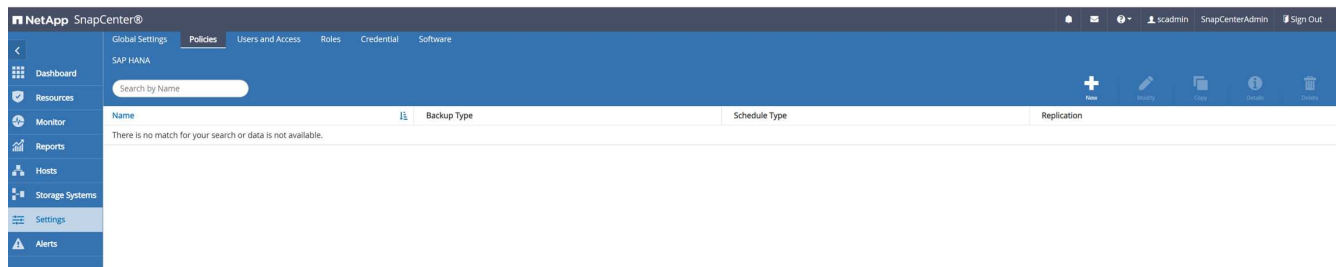 NetApp SnapCenter® scadmin SnapCenterAdmin Sign Out
Global Settings Policies Users and Access Roles Credential Software
SAP HANA
Dashboard
Search by Name
New Modify Copy Details Delete
Resources
Name Backup Type Schedule Type Replication
Monitor
There is no match for your search or data is not available.
Reports
Hosts
Storage Systems
Settings
Alerts